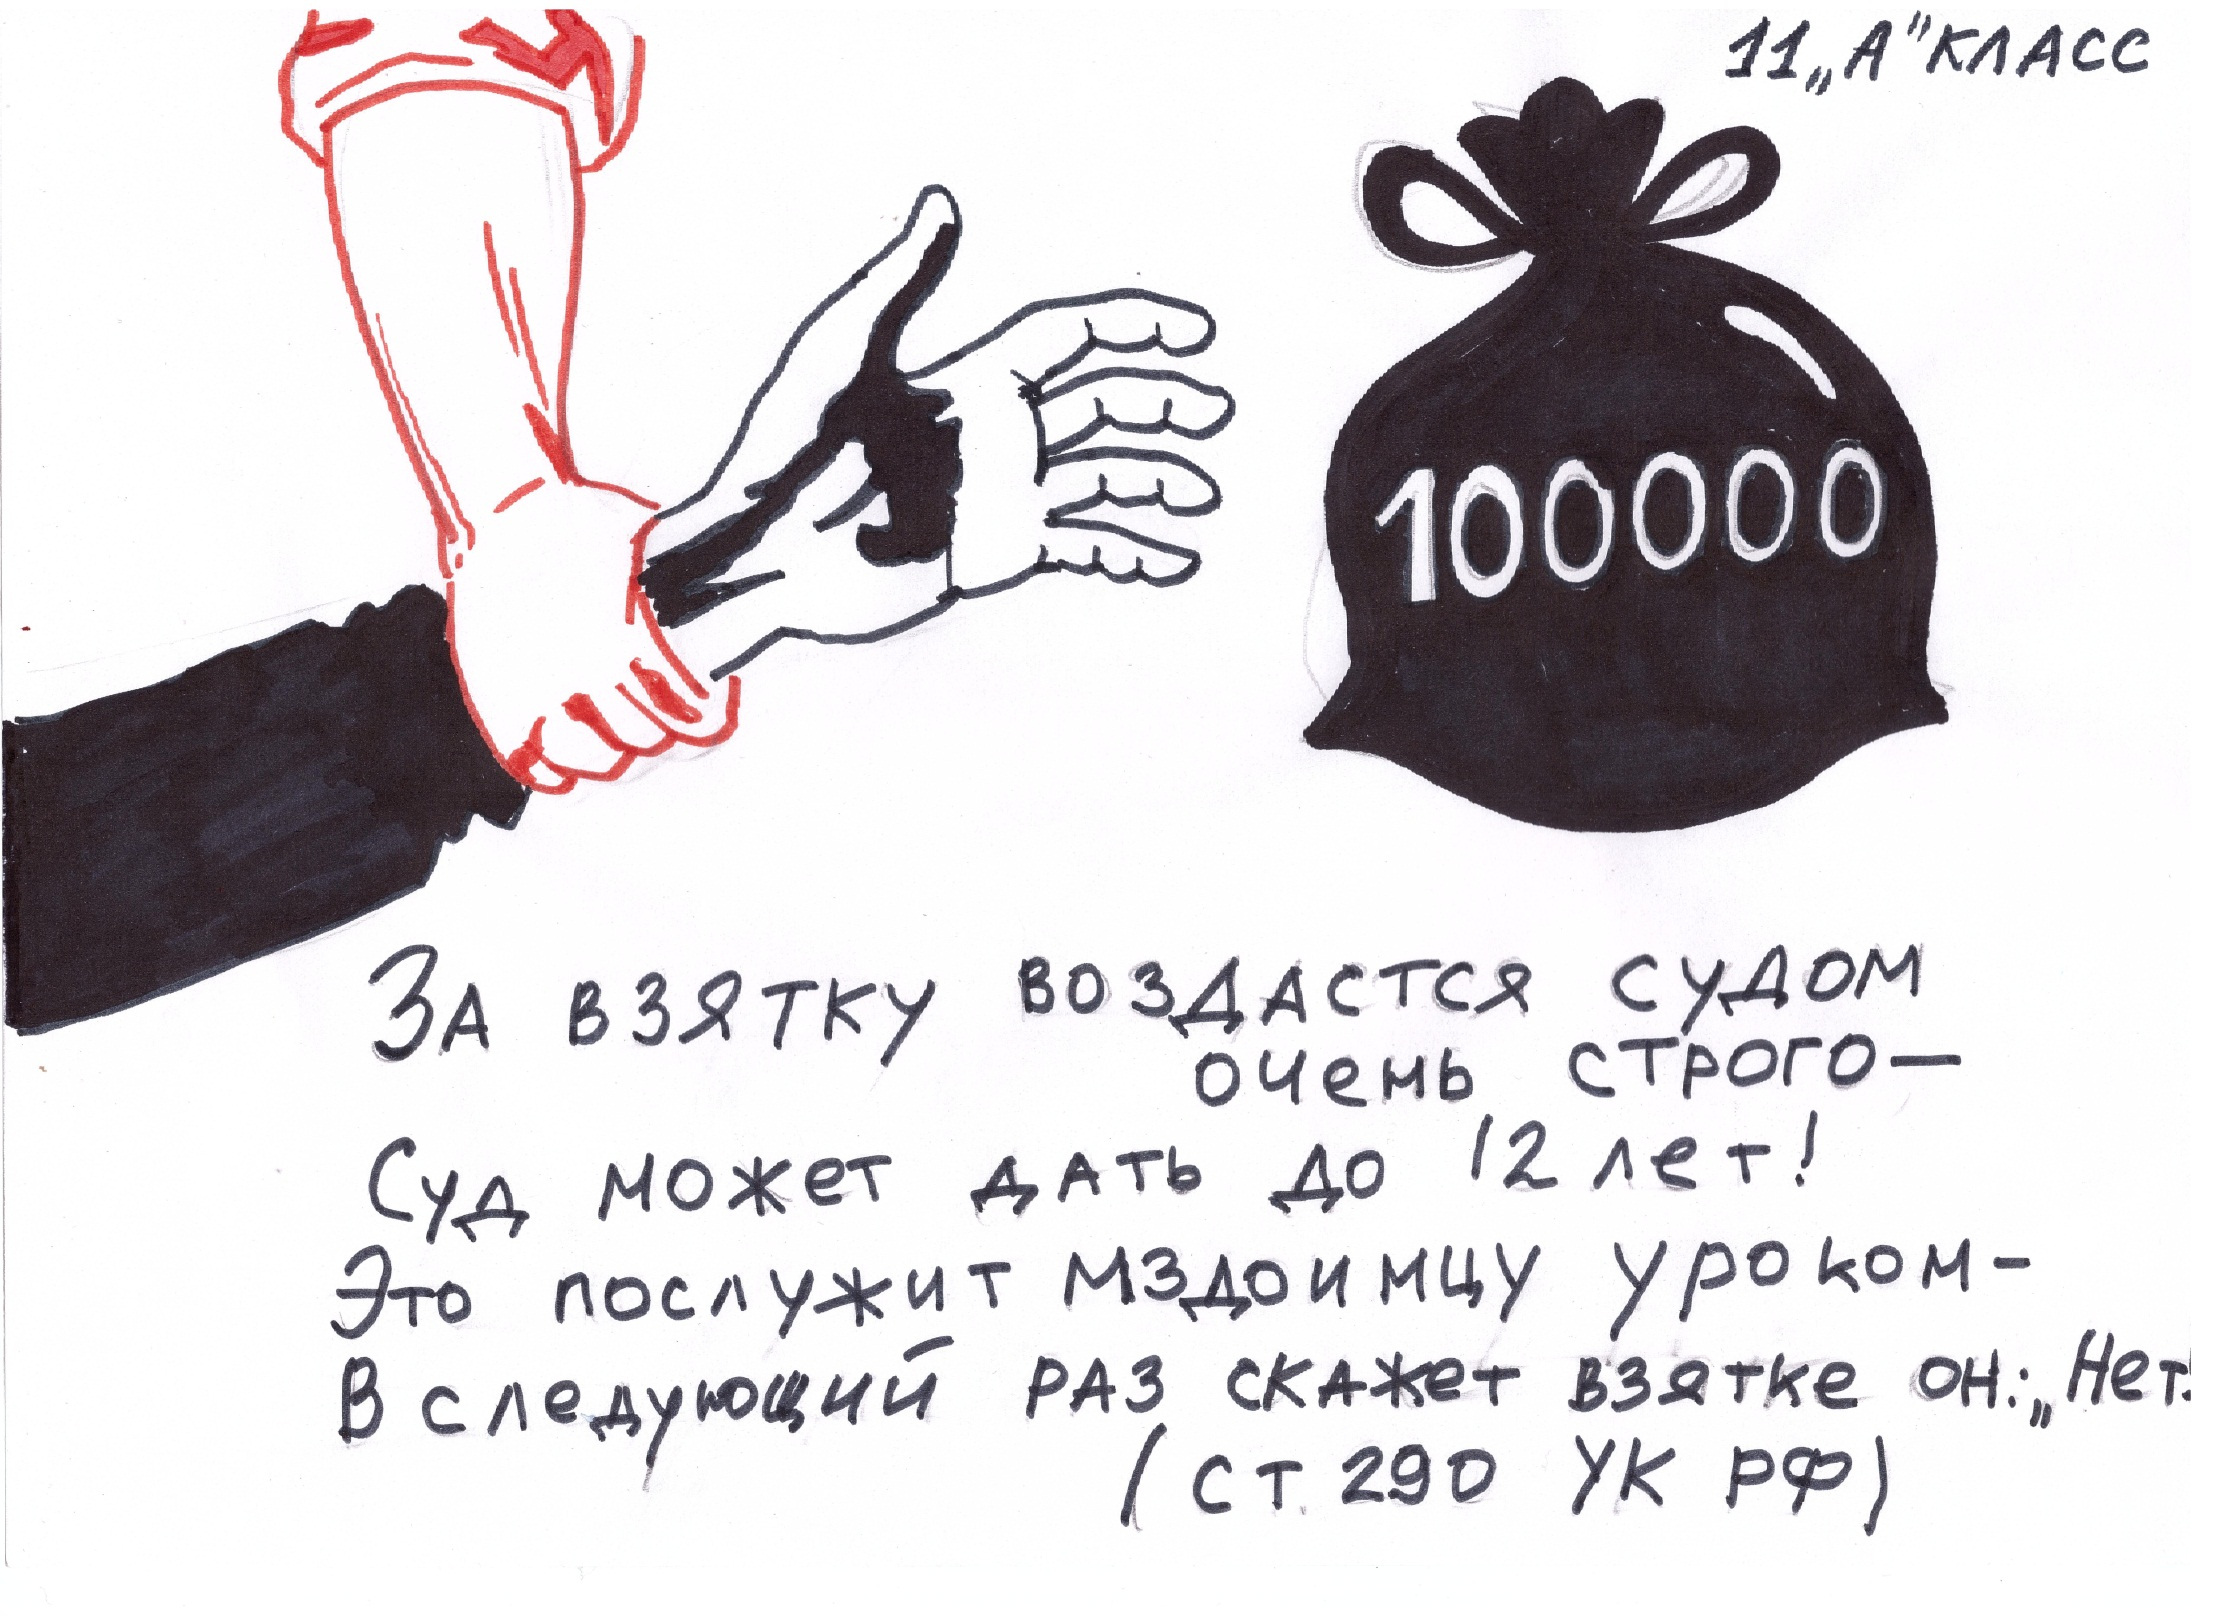 11 „А” КЛАСС
100000
За взятку воздастся судом
очень строго—
Суд может дать до 12 лет!
Это послужит мздоимцу уроком-
В следующий раз скажет взятке он: „Нет!
(ст. 290 УК РФ)